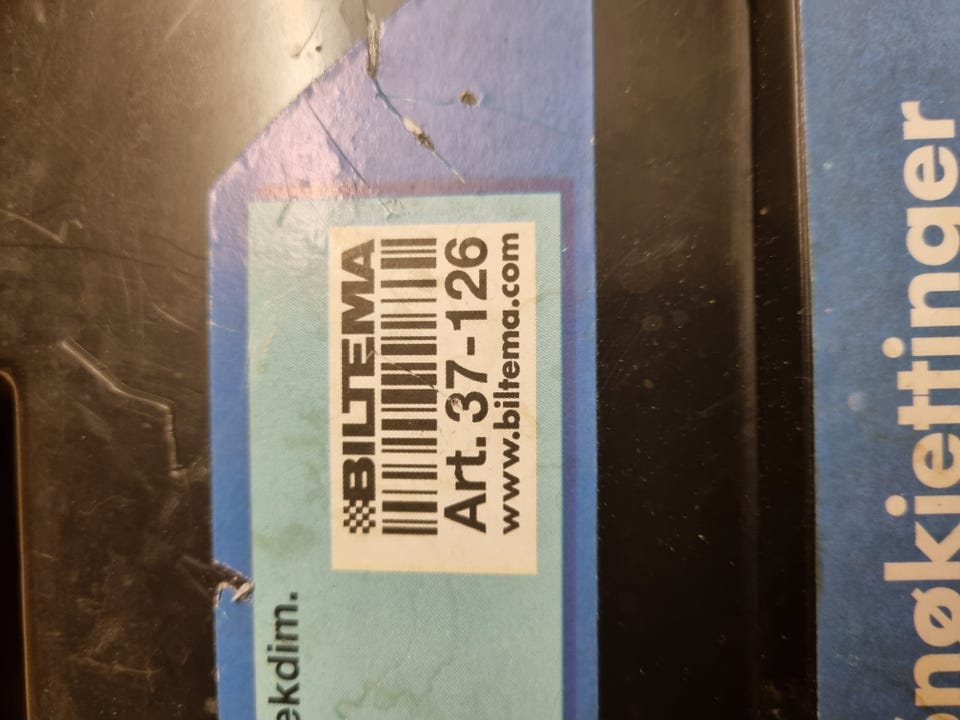 BILTEMA
Art. 37-126
www.biltema.com
ekdim.
nøkjettinger